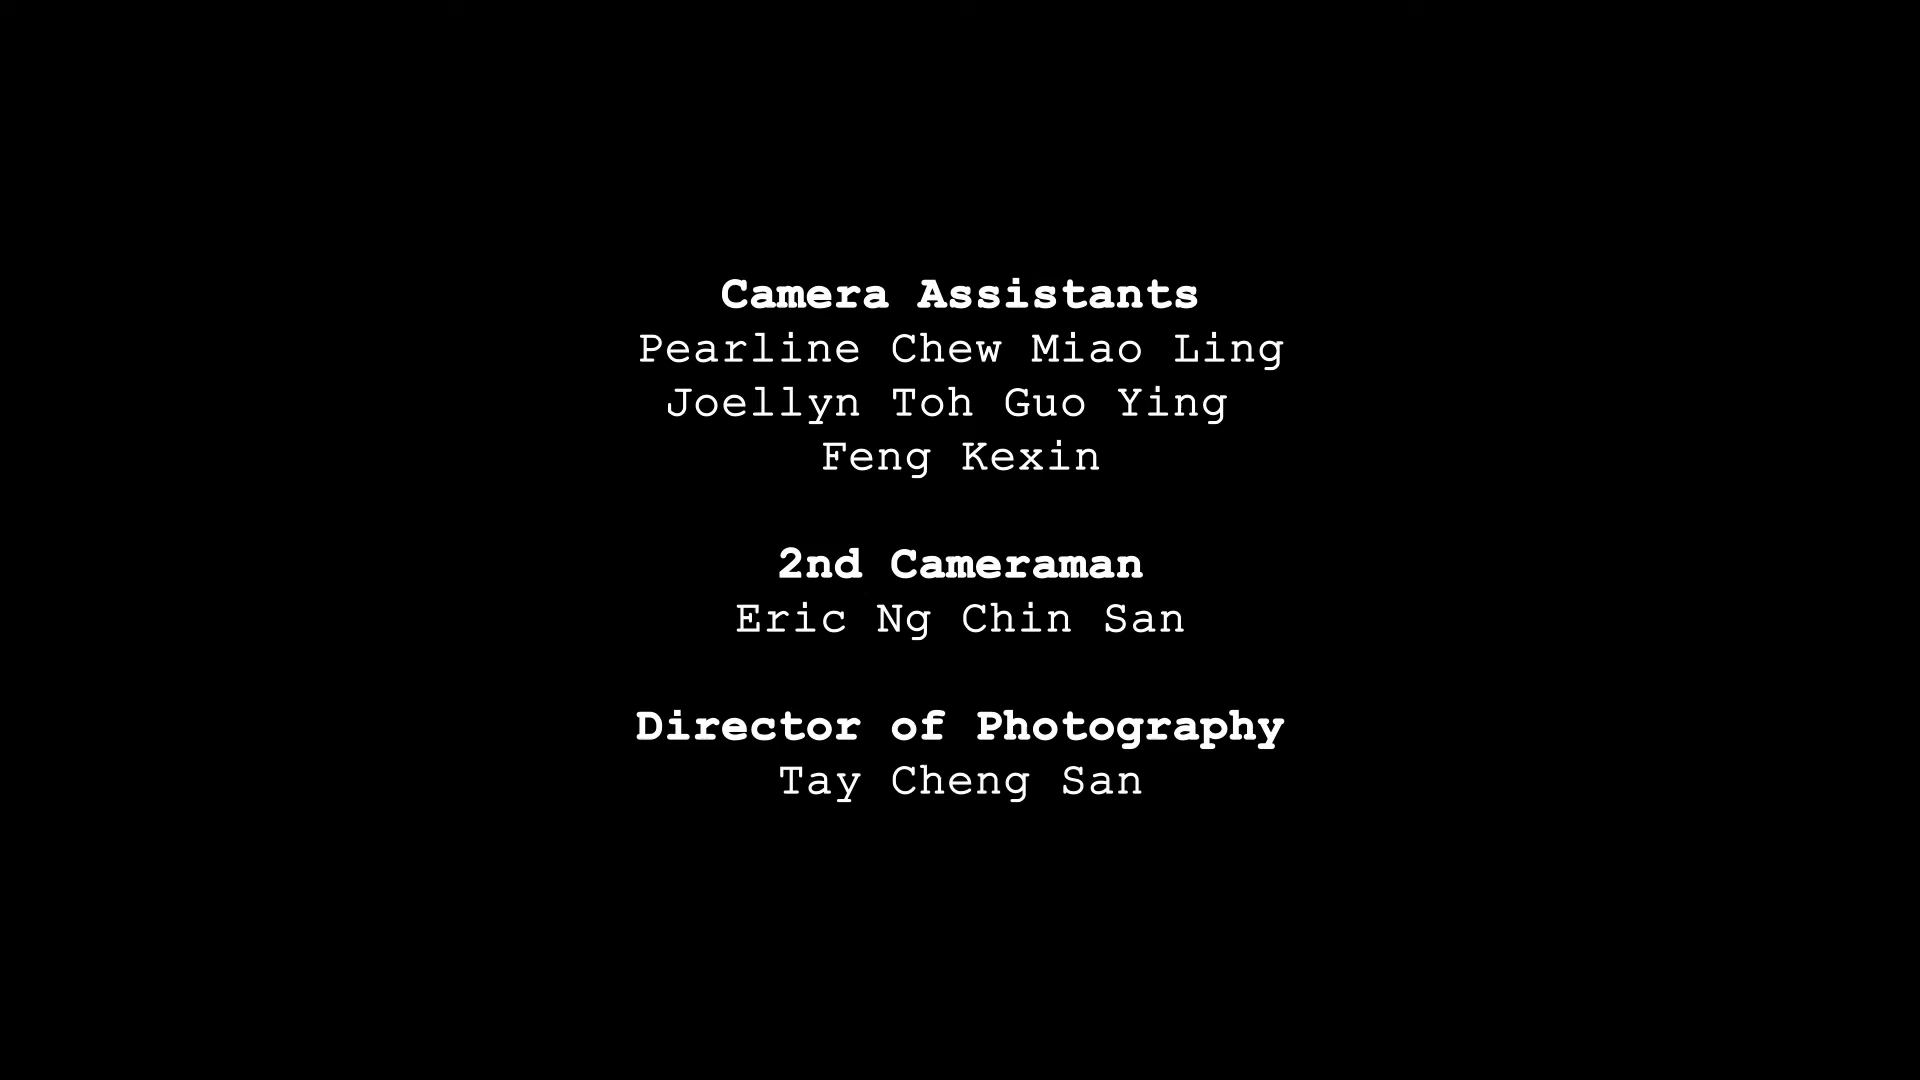 Camera Assistants
Pearline Chew Miao Ling
Joellyn Toh Guo Ying
Feng Kexin
2nd Cameraman
Eric Ng Chin San
Director of Photography
Tay Cheng San